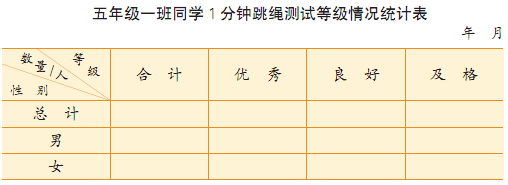 五年级一班同学1分钟跳绳测试等级情况统计表
年 月
数量/人 等级 性别 合计 优秀 良好 及格
总计
男
女